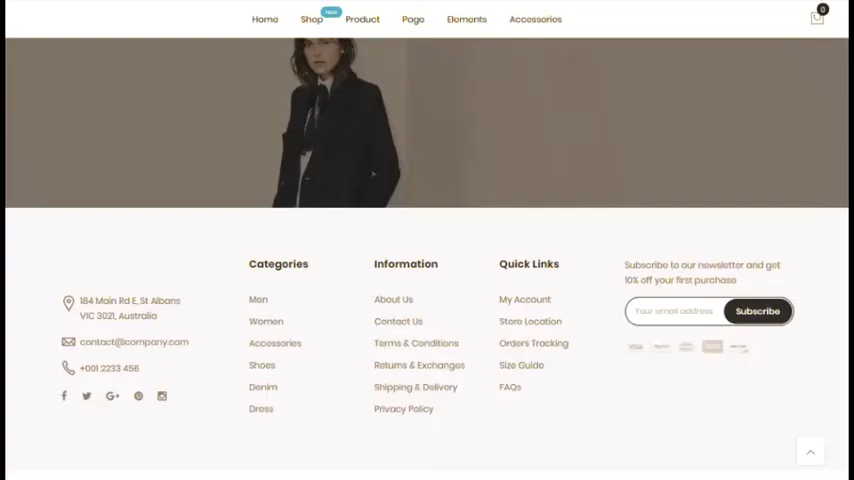 Home
Shop
New
Product
Page
Elements
Accessories
0
184 Main Rd E, St Albans
VIC 3021, Australia
contact@company.com
+001 2233 456
Categories
Men
Women
Accessories
Shoes
Denim
Dress
Information
About Us
Contact Us
Terms & Conditions
Returns & Exchanges
Shipping & Delivery
Privacy Policy
Quick Links
My Account
Store Location
Orders Tracking
Size Guide
FAQs
Subscribe to our newsletter and get
10% off your first purchase
Your email address
Subscribe
VISA